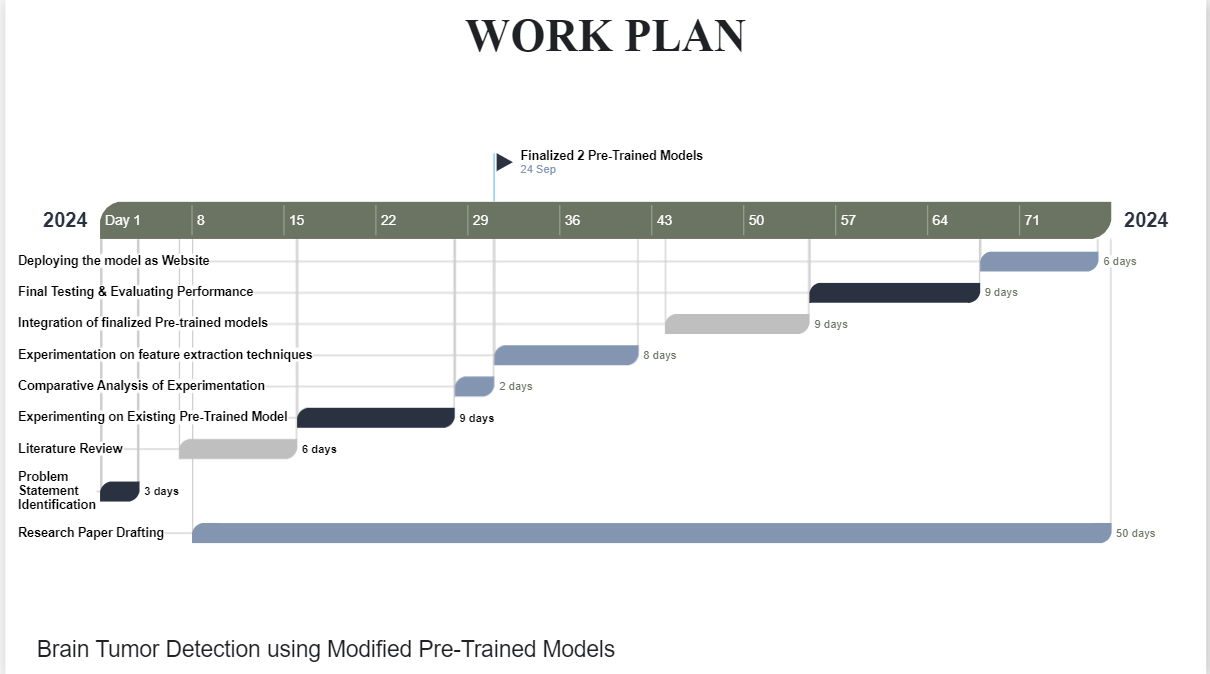 WORK PLAN
Finalized 2 Pre-Trained Models
24 Sep
2024 Day 1 8 15 22 29 36 43 50 57 64 71 2024
Deploying the model as Website 6 days
Final Testing & Evaluating Performance 9 days
Integration of finalized Pre-trained models 9 days
Experimentation on feature extraction techniques 8 days
Comparative Analysis of Experimentation 2 days
Experimenting on Existing Pre-Trained Model 9 days
Literature Review 6 days
Problem
Statement 3 days
Identification
Research Paper Drafting 50 days
Brain Tumor Detection using Modified Pre-Trained Models